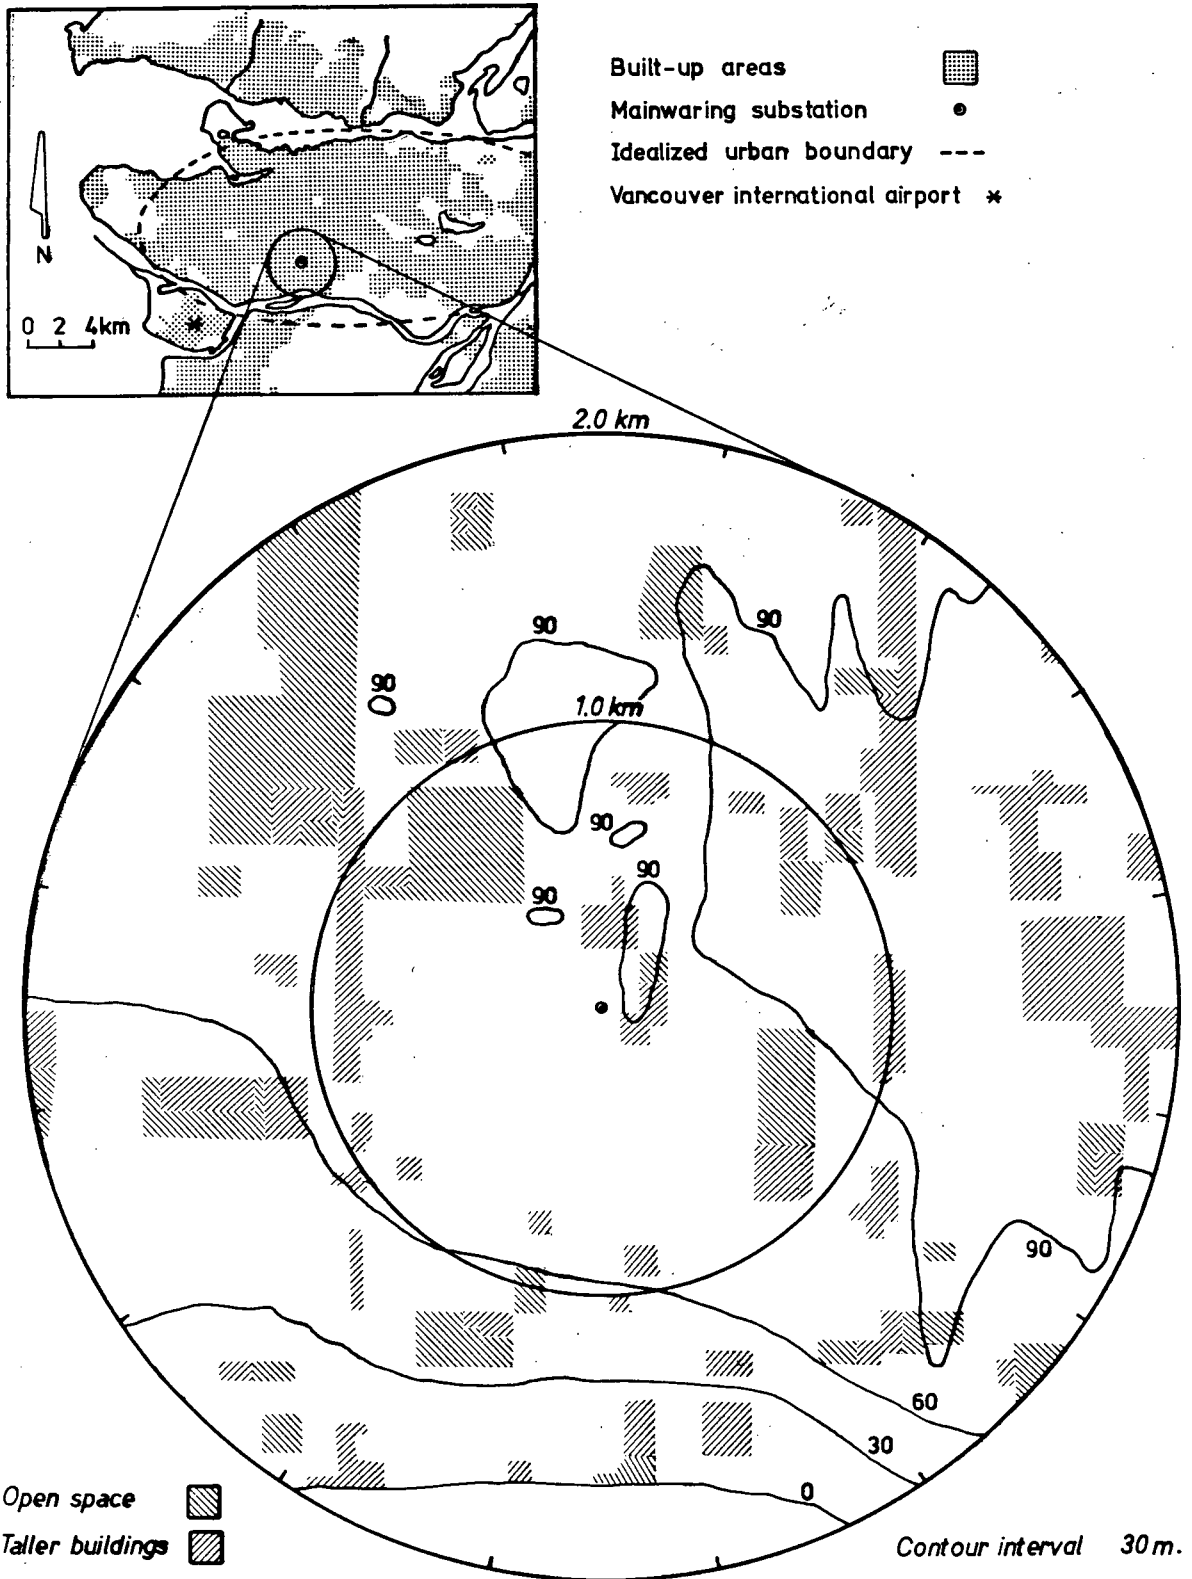 Built-up areas
Mainwaring substation
Idealized urban boundary
Vancouver international airport
N
0 2 4km
2.0 km
90
90
90
1.0 km
90
90
90
90
60
30
0
Open space
Taller buildings
Contour interval 30m.